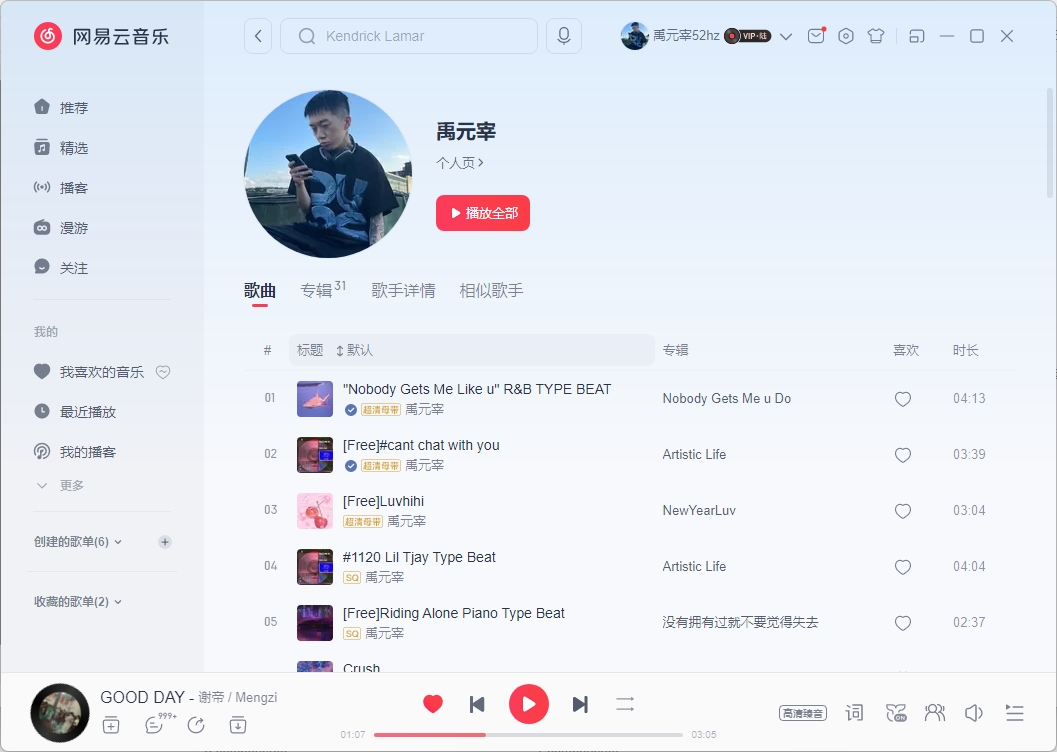 网易云音乐
Kendrick Lamar
禹元宰52hz
VIP·陆
推荐
精选
播客
漫游
关注
我的
我喜欢的音乐
最近播放
我的播客
更多
创建的歌单(6)
收藏的歌单(2)
禹元宰
个人页
播放全部
歌曲 专辑31 歌手详情 相似歌手
# 标题 默认 专辑 喜欢 时长
01 "Nobody Gets Me Like u" R&B TYPE BEAT Nobody Gets Me u Do 04:13
超清母带 禹元宰
02 [Free]#cant chat with you Artistic Life 03:39
超清母带 禹元宰
03 [Free]Luvhihi NewYearLuv 03:04
超清母带 禹元宰
04 #1120 Lil Tjay Type Beat Artistic Life 04:04
SQ 禹元宰
05 [Free]Riding Alone Piano Type Beat 没有拥有过就不要觉得失去 02:37
SQ 禹元宰
Crush
GOOD DAY - 谢帝 / Mengzi
999+
01:07 03:05
高清臻音 词 ON